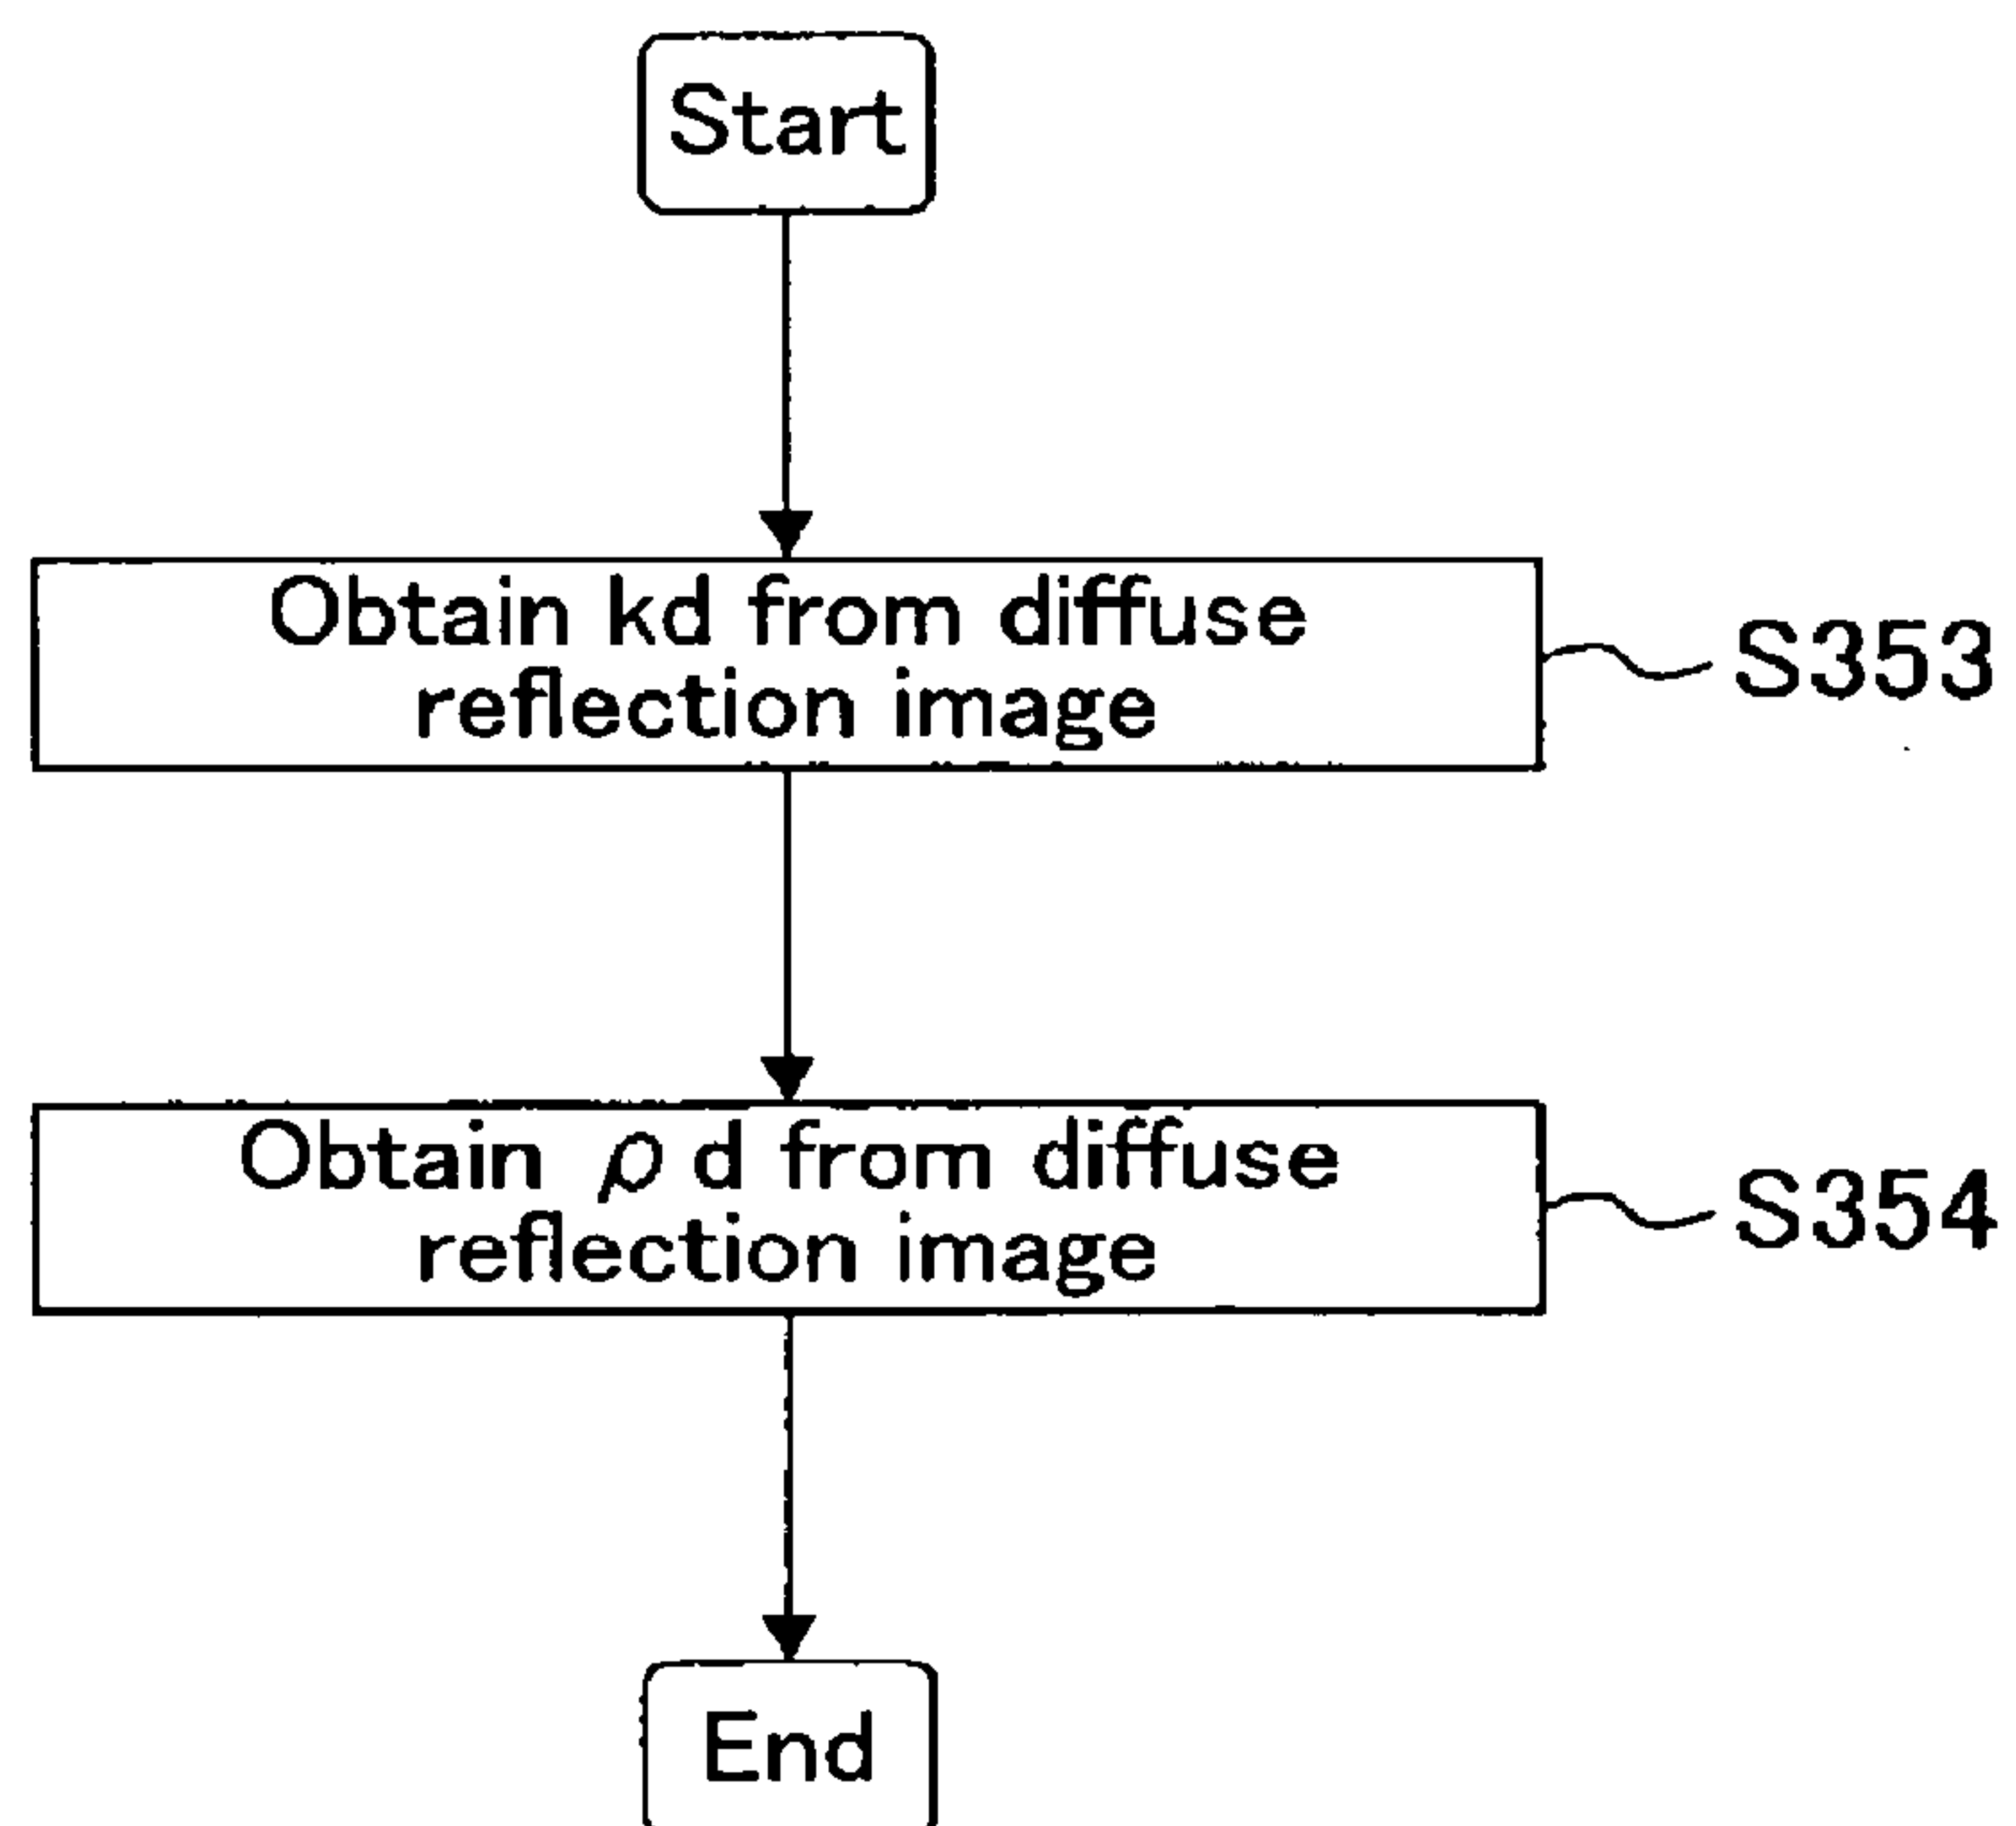 Start
Obtain kd from diffuse
reflection image
S353
Obtain ρd from diffuse
reflection image
S354
End